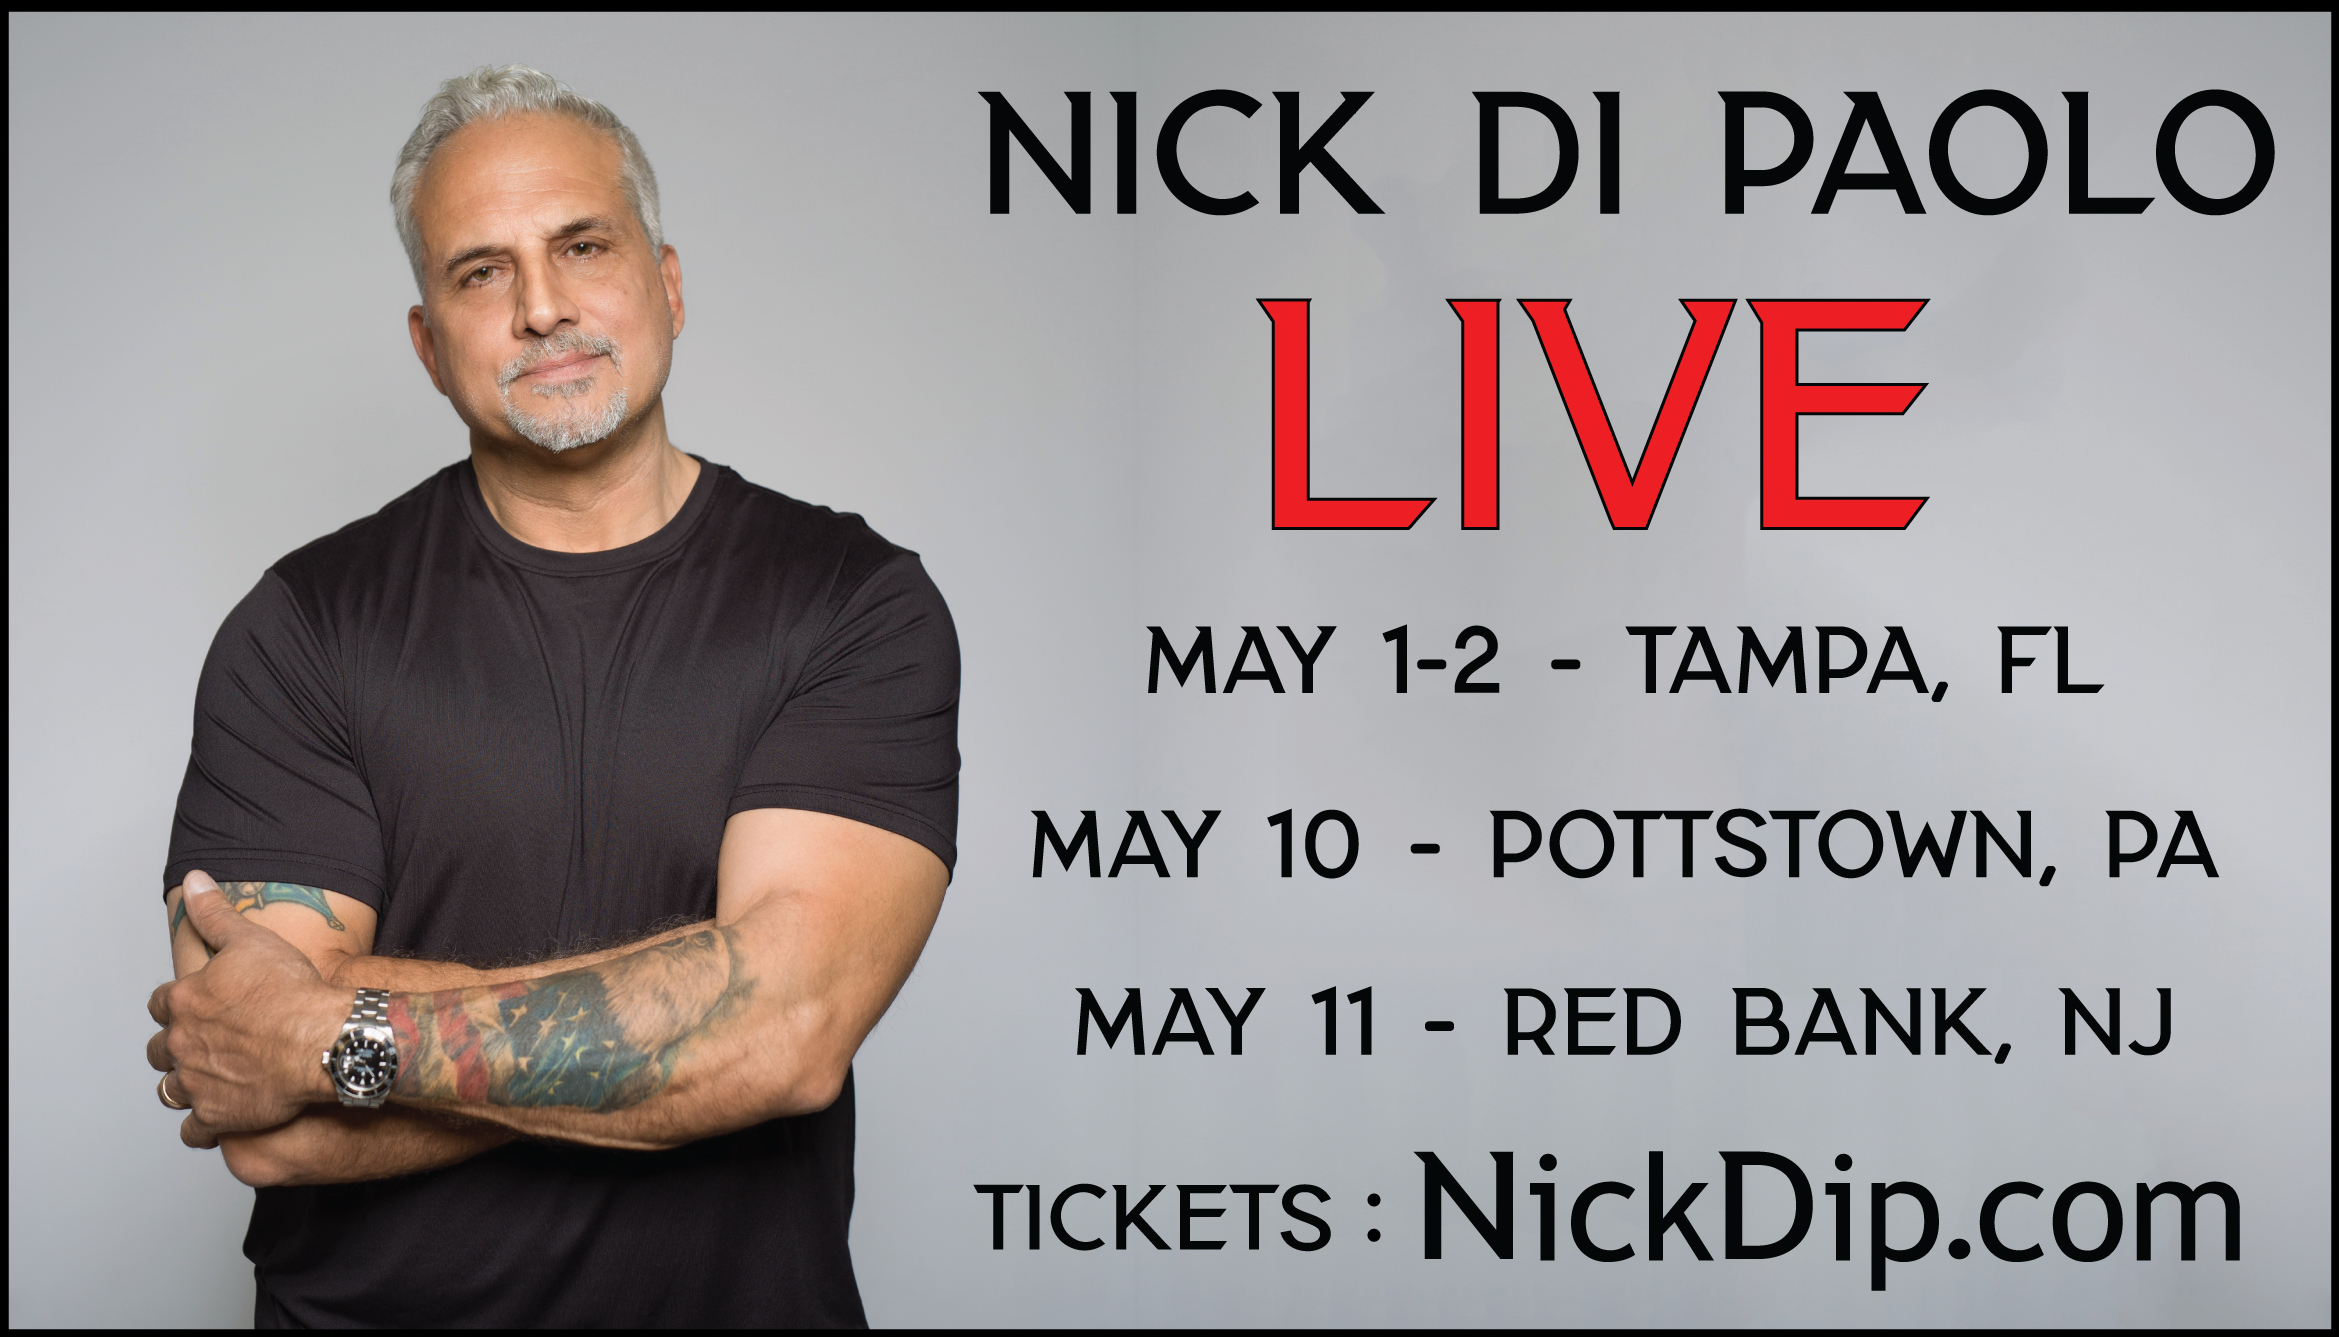 NICK DI PAOLO
LIVE
MAY 1-2 - TAMPA, FL
MAY 10 - POTTSTOWN, PA
MAY 11 - RED BANK, NJ
TICKETS : NickDip.com